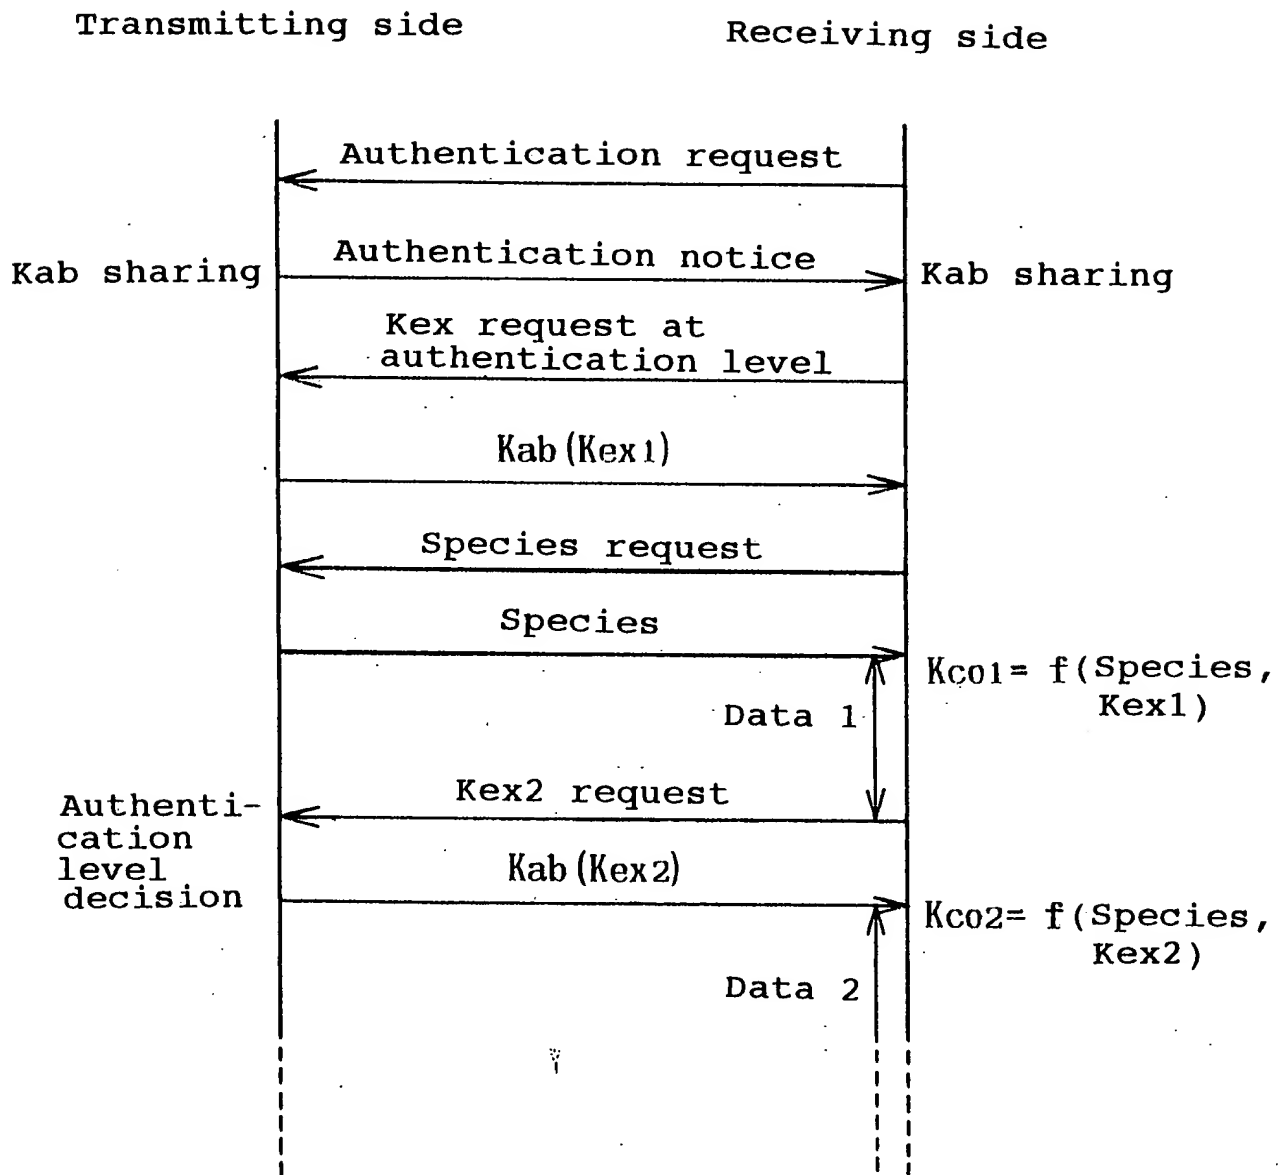 Transmitting side
Receiving side
Authentication request
Authentication notice
Kab sharing
Kab sharing
Kex request at
authentication level
Kab(Kex1)
Species request
Species
Kco1= f(Species,
Kex1)
Data 1
Kex2 request
Authenti-
cation
level
decision
Kab(Kex2)
Kco2= f(Species,
Kex2)
Data 2